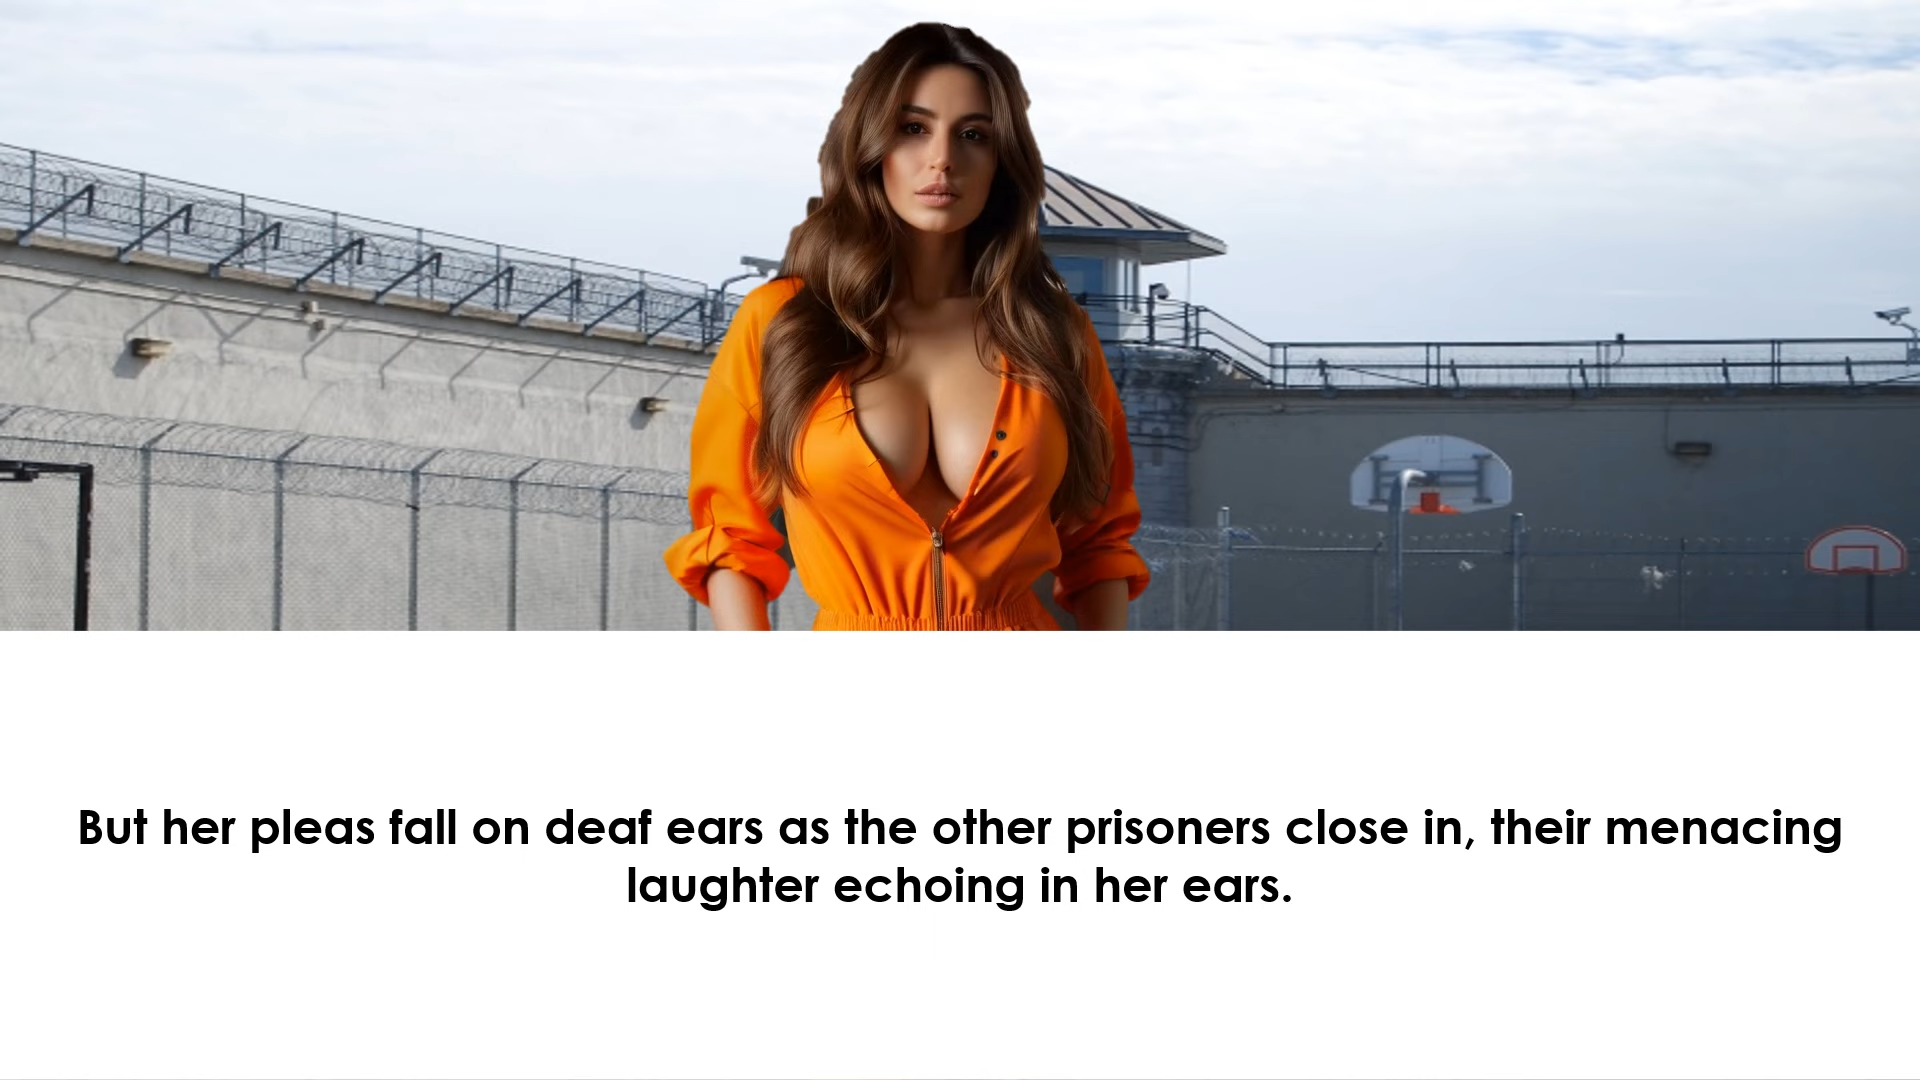 But her pleas fall on deaf ears as the other prisoners close in, their menacing
laughter echoing in her ears.